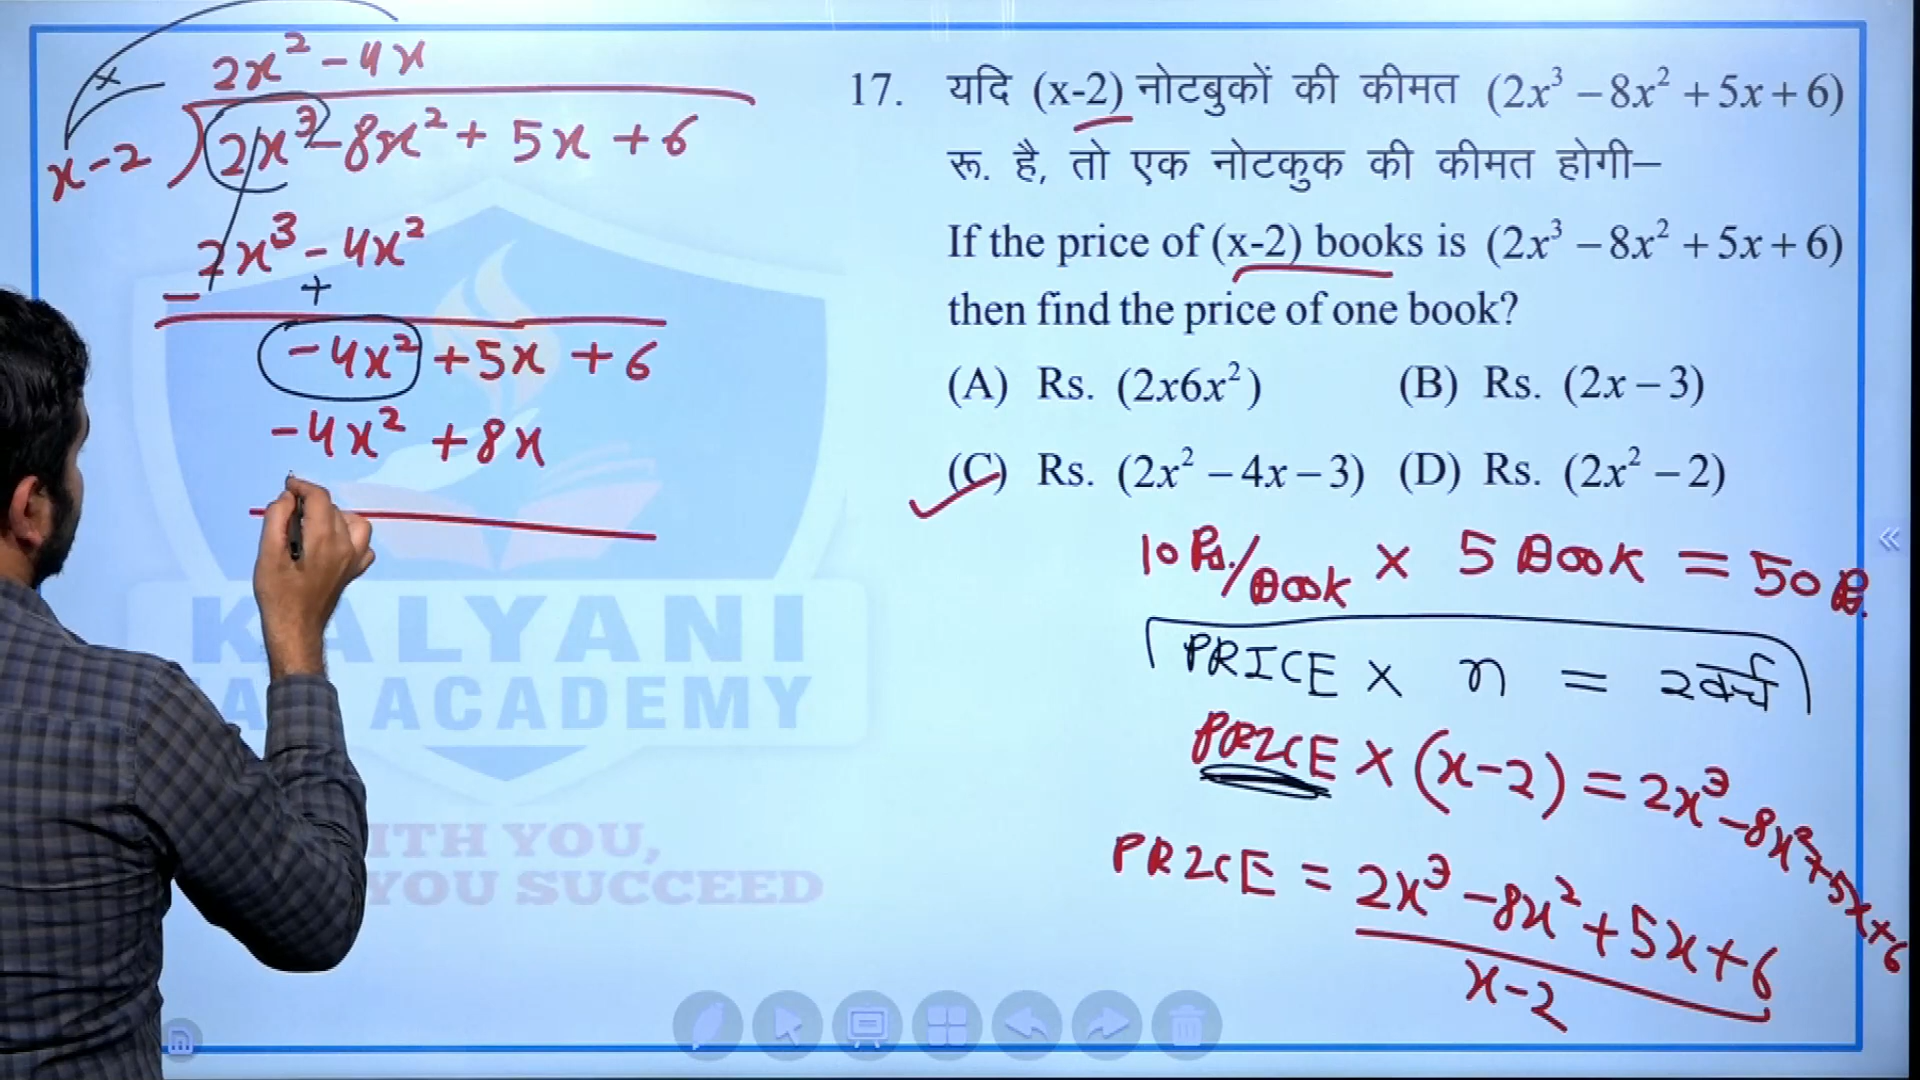 2x² - 4x
x
x-2 ) 2x³ - 8x² + 5x + 6
2x³ - 4x²
- +
-4x² + 5x + 6
-4x² + 8x
KALYANI
ACADEMY
ITH YOU,
YOU SUCCEED
17. यदि (x-2) नोटबुकों की कीमत (2x³ – 8x² + 5x + 6)
रू. है, तो एक नोटकुक की कीमत होगी–
If the price of (x-2) books is (2x³ – 8x² + 5x + 6)
then find the price of one book?
(A) Rs. (2x6x²) (B) Rs. (2x – 3)
(C) Rs. (2x² – 4x – 3) (D) Rs. (2x² – 2)
10 Rs./Book × 5 Book = 50 Rs.
PRICE × n = खर्च
PRICE × (x-2) = 2x³ - 8x² + 5x + 6
PRICE = 2x³ - 8x² + 5x + 6
x-2